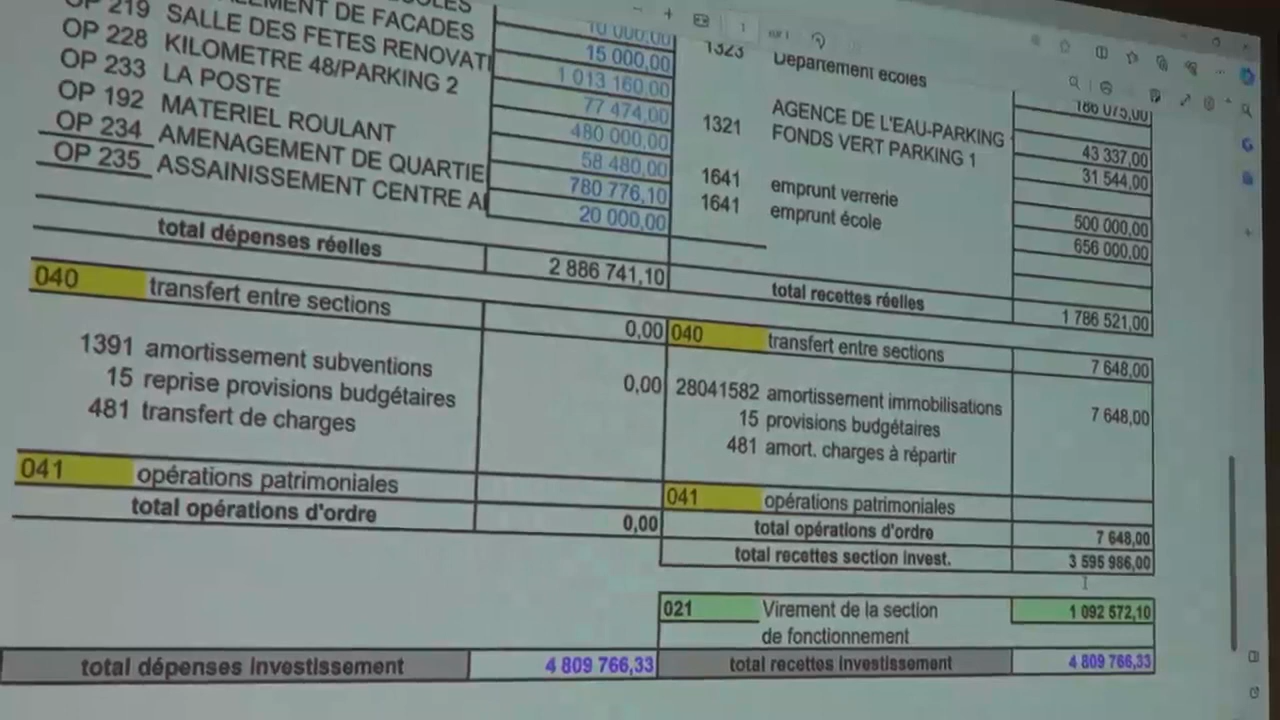 OP 219 SALLE DES FETES RENOVATI
OP 228 KILOMETRE 48/PARKING 2
OP 233 LA POSTE
OP 192 MATERIEL ROULANT
OP 234 AMENAGEMENT DE QUARTIE
OP 235 ASSAINISSEMENT CENTRE A
DE FACADES
10 000,00
15 000,00
1 013 160,00
77 474,00
480 000,00
58 480,00
780 776,10
20 000,00
total dépenses réelles 2 886 741,10
040 transfert entre sections 0,00
1391 amortissement subventions 0,00
15 reprise provisions budgétaires
481 transfert de charges
041 opérations patrimoniales
total opérations d'ordre 0,00
total dépenses investissement 4 809 766,33
1323 Département écoles
AGENCE DE L'EAU-PARKING 43 337,00
1321 FONDS VERT PARKING 1 31 544,00
1641 emprunt verrerie 500 000,00
1641 emprunt école 656 000,00
total recettes réelles 1 786 521,00
040 transfert entre sections 7 648,00
28041582 amortissement immobilisations 7 648,00
15 provisions budgétaires
481 amort. charges à répartir
041 opérations patrimoniales
total opérations d'ordre 7 648,00
total recettes section invest. 3 595 986,00
021 Virement de la section 1 092 572,10
de fonctionnement
total recettes investissement 4 809 766,33